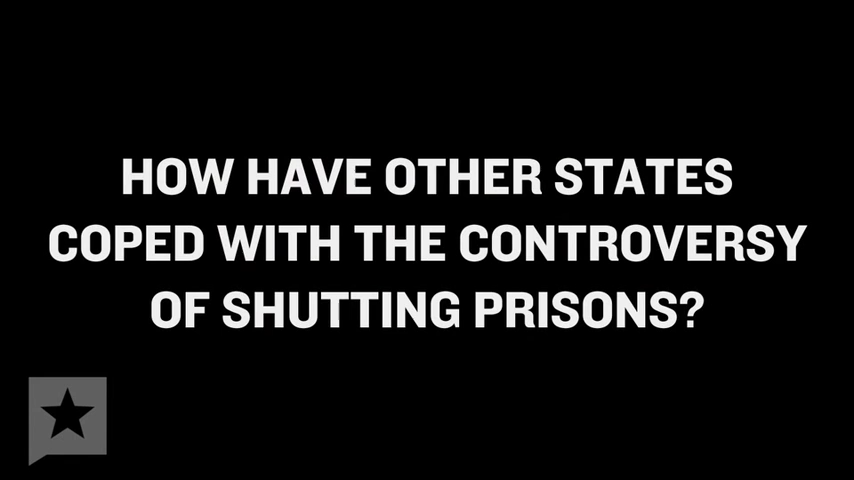 HOW HAVE OTHER STATES
COPED WITH THE CONTROVERSY
OF SHUTTING PRISONS?